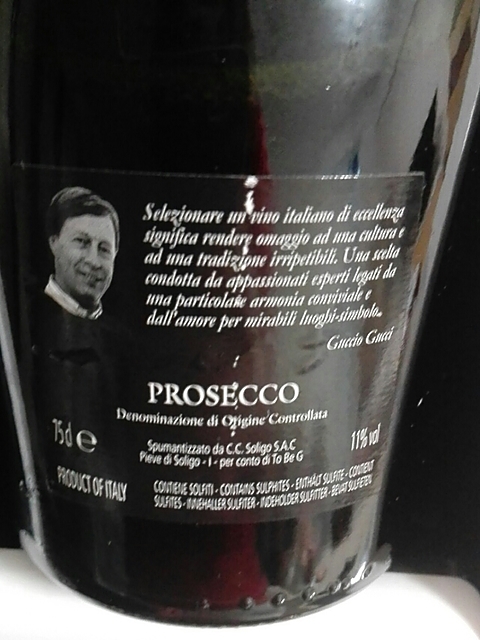 Selezionare un vino italiano di eccellenza
significa rendere omaggio ad una cultura e
ad una tradizione irripetibili. Una scelta
condotta da appassionati esperti legati da
una particolare armonia conviviale e
dall'amore per mirabili luoghi-simbolo.
Guccio Gucci
PROSECCO
Denominazione di Origine Controllata
75cl e
Spumantizzato da C.C. Soligo S.A.C
11% vol
Pieve di Soligo - I - per conto di To Be G
PRODUCT OF ITALY
CONTIENE SOLFITI - CONTAINS SULPHITES - ENTHÄLT SULFITE - CONTIENT
SULFITES - INNEHALLER SULFITER - INDEHOLDER SULFITTER - BEVAT SULFIETEN